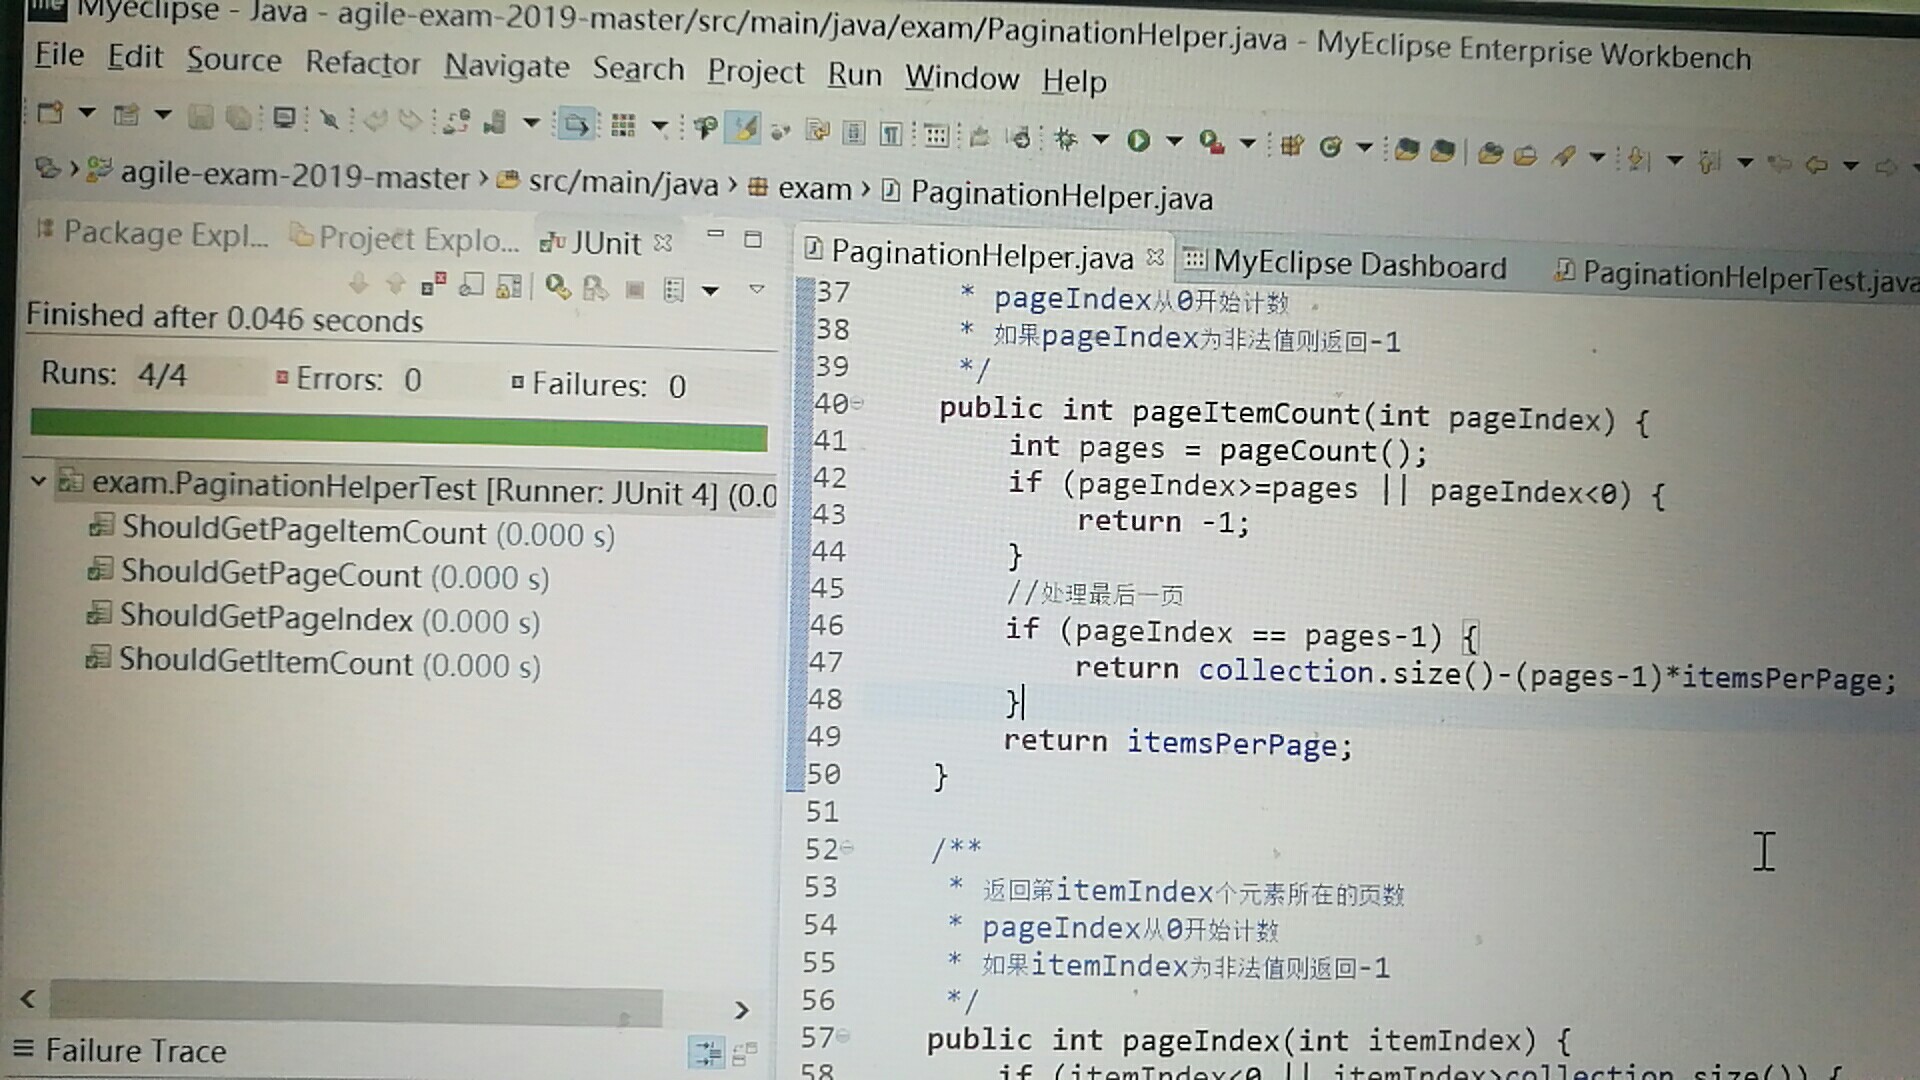 Myeclipse - Java - agile-exam-2019-master/src/main/java/exam/PaginationHelper.java - MyEclipse Enterprise Workbench
File Edit Source Refactor Navigate Search Project Run Window Help
agile-exam-2019-master › src/main/java › exam › PaginationHelper.java
Package Expl... Project Explo... JUnit
Finished after 0.046 seconds
Runs: 4/4 Errors: 0 Failures: 0
exam.PaginationHelperTest [Runner: JUnit 4] (0.0
ShouldGetPageItemCount (0.000 s)
ShouldGetPageCount (0.000 s)
ShouldGetPageIndex (0.000 s)
ShouldGetItemCount (0.000 s)
Failure Trace
PaginationHelper.java MyEclipse Dashboard PaginationHelperTest.java
37 * pageIndex从0开始计数
38 * 如果pageIndex为非法值则返回-1
39 */
40 public int pageItemCount(int pageIndex) {
41 int pages = pageCount();
42 if (pageIndex>=pages || pageIndex<0) {
43 return -1;
44 }
45 //处理最后一页
46 if (pageIndex == pages-1) {
47 return collection.size()-(pages-1)*itemsPerPage;
48 }
49 return itemsPerPage;
50 }
51
52 /**
53 * 返回第itemIndex个元素所在的页数
54 * pageIndex从0开始计数
55 * 如果itemIndex为非法值则返回-1
56 */
57 public int pageIndex(int itemIndex) {
58 if (itemIndex<0 || itemIndex>collection.size()) {